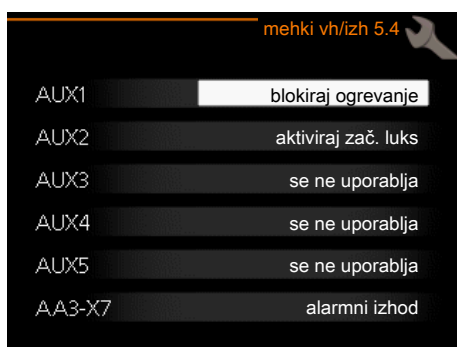 mehki vh/izh 5.4
AUX1 blokiraj ogrevanje
AUX2 aktiviraj zač. luks
AUX3 se ne uporablja
AUX4 se ne uporablja
AUX5 se ne uporablja
AA3-X7 alarmni izhod